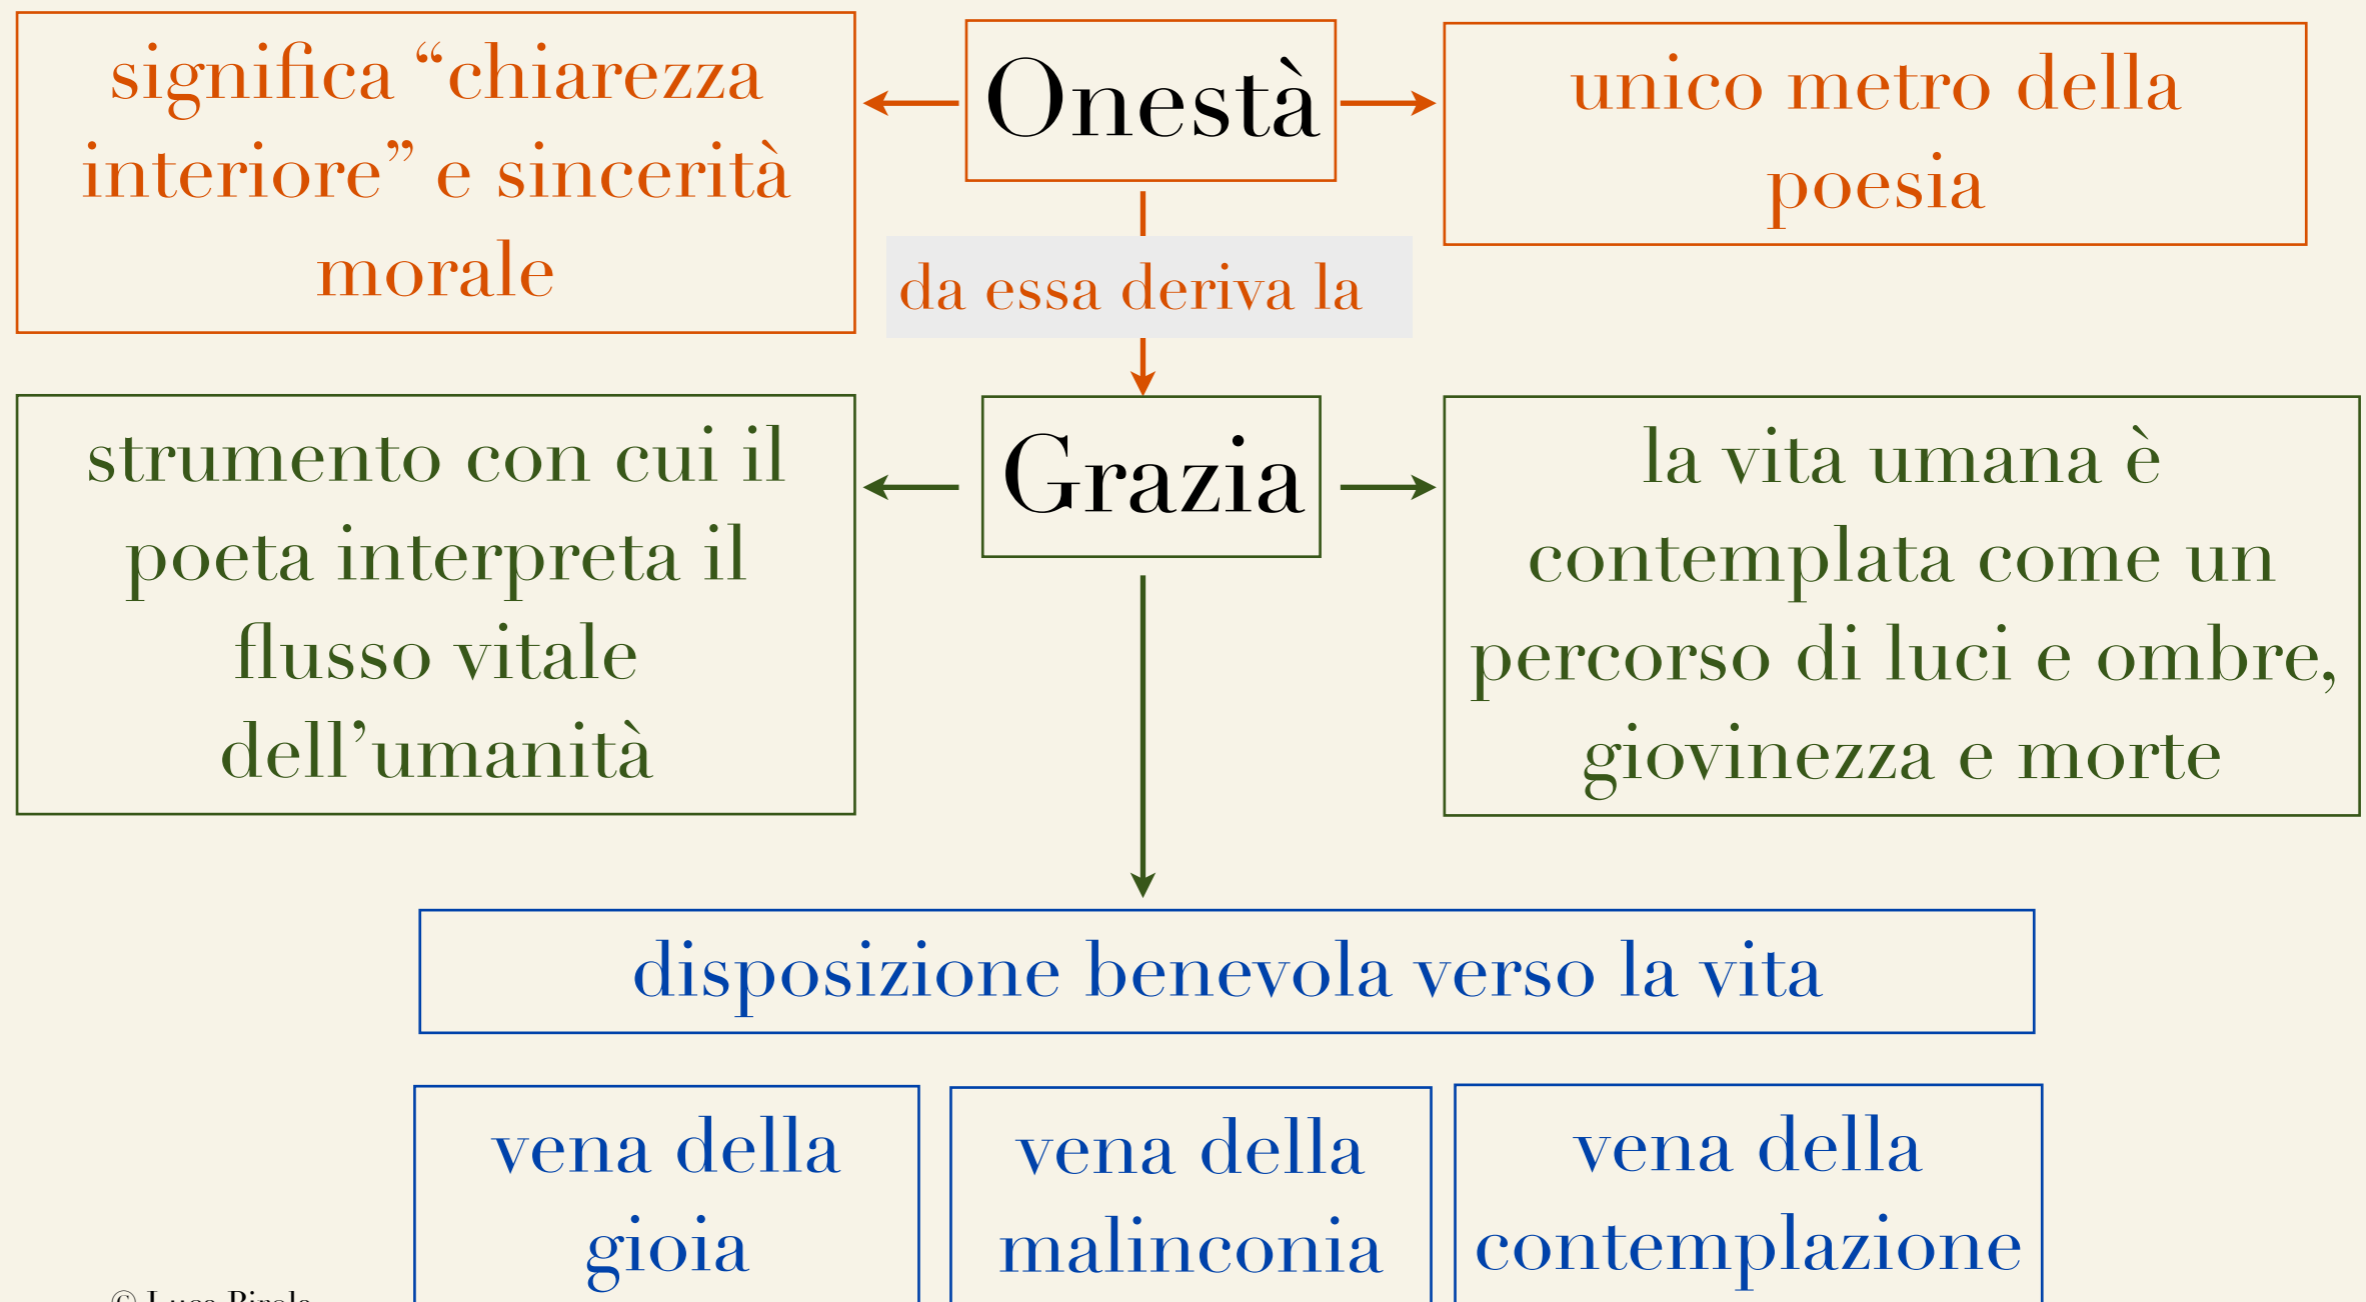 significa “chiarezza
interiore” e sincerità
morale
Onestà
unico metro della
poesia
da essa deriva la
strumento con cui il
poeta interpreta il
flusso vitale
dell’umanità
Grazia
la vita umana è
contemplata come un
percorso di luci e ombre,
giovinezza e morte
disposizione benevola verso la vita
vena della
gioia
vena della
malinconia
vena della
contemplazione
© Luca